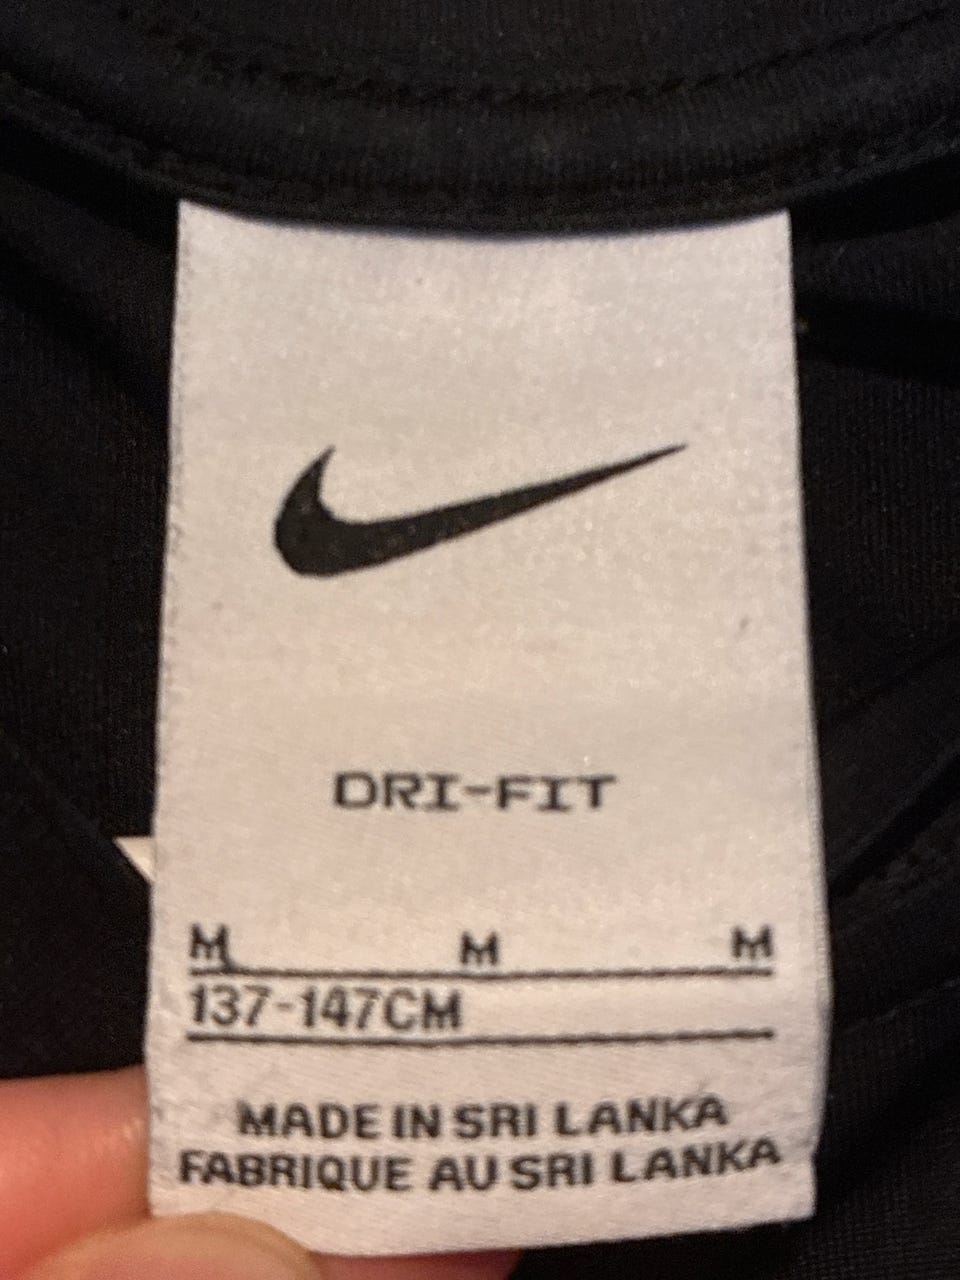 DRI-FIT
M M M
137-147CM
MADE IN SRI LANKA
FABRIQUE AU SRI LANKA